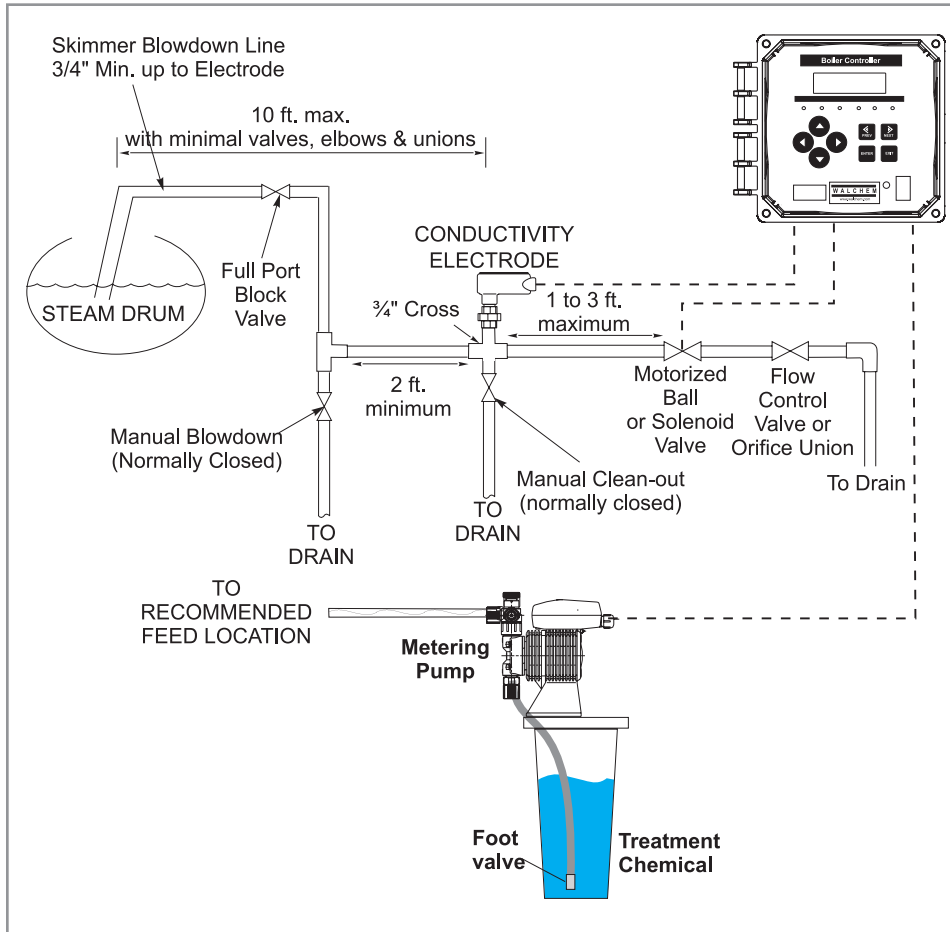 Skimmer Blowdown Line
3/4" Min. up to Electrode
10 ft. max.
with minimal valves, elbows & unions
Boiler Controller
PREV
NEXT
ENTER
EXIT
WALCHEM
www.walchem.com
CONDUCTIVITY
ELECTRODE
Full Port
Block
Valve
STEAM DRUM
¾" Cross
1 to 3 ft.
maximum
2 ft.
minimum
Motorized
Ball
or Solenoid
Valve
Flow
Control
Valve or
Orifice Union
Manual Blowdown
(Normally Closed)
Manual Clean-out
(normally closed)
To Drain
TO
DRAIN
TO
DRAIN
TO
RECOMMENDED
FEED LOCATION
Metering
Pump
Foot
valve
Treatment
Chemical